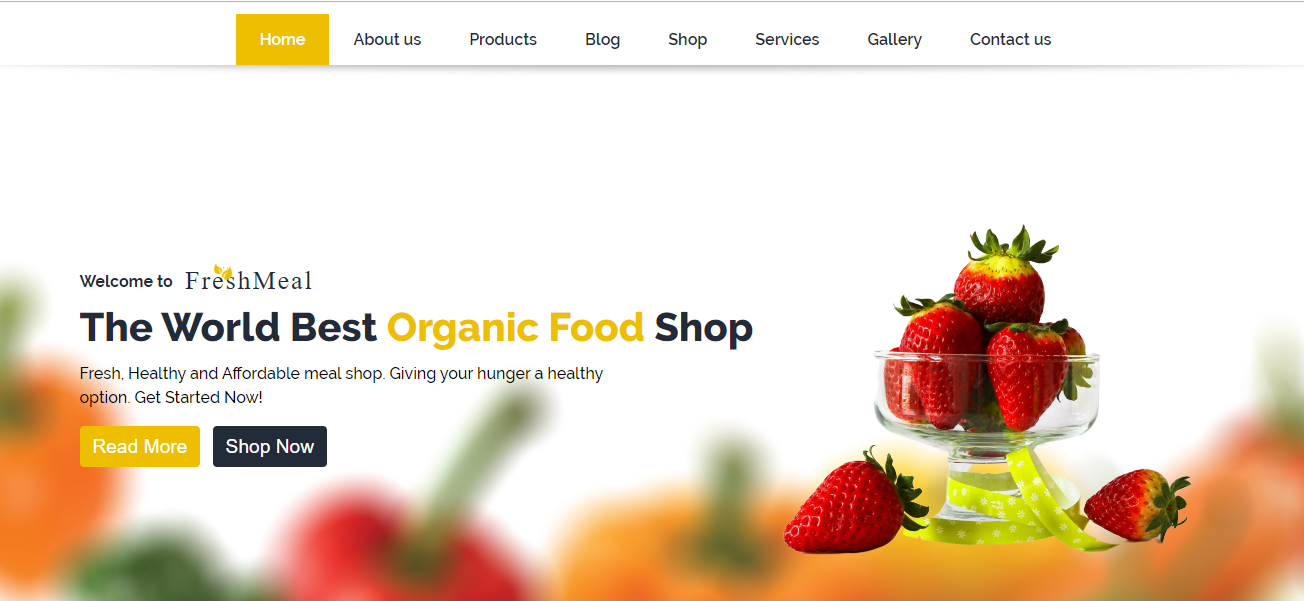 Home About us Products Blog Shop Services Gallery Contact us
Welcome to FreshMeal
The World Best Organic Food Shop
Fresh, Healthy and Affordable meal shop. Giving your hunger a healthy
option. Get Started Now!
Read More Shop Now